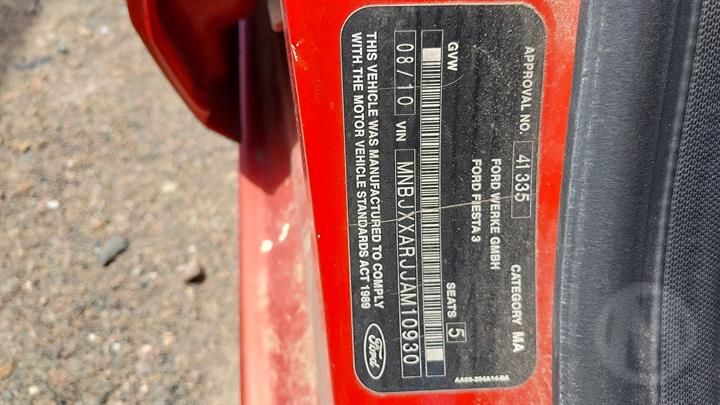 APPROVAL NO. 41335 CATEGORY MA
FORD WERKE GMBH
FORD FIESTA 3
GVW SEATS 5
08/10 VIN MNBJXXARJJAM10930
THIS VEHICLE WAS MANUFACTURED TO COMPLY
WITH THE MOTOR VEHICLE STANDARDS ACT 1989
Ford